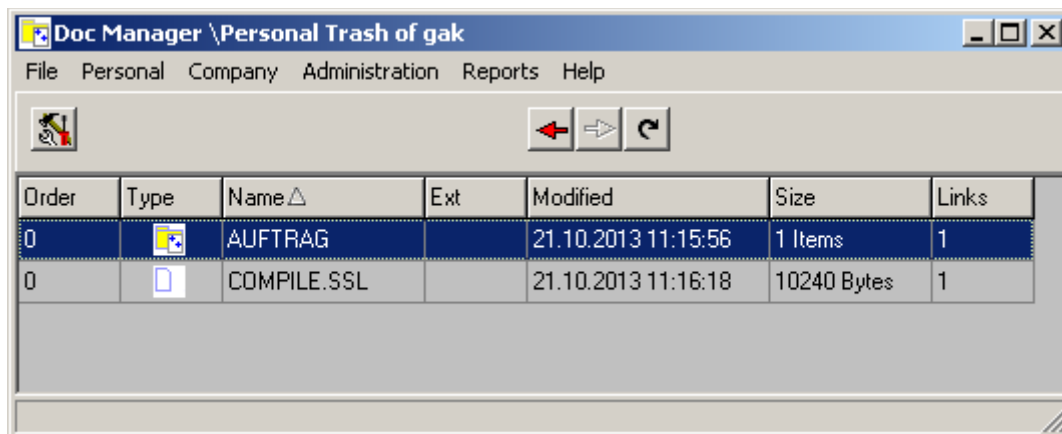 Doc Manager \Personal Trash of gak
File Personal Company Administration Reports Help
Order Type Name Ext Modified Size Links
0 AUFTRAG 21.10.2013 11:15:56 1 Items 1
0 COMPILE.SSL 21.10.2013 11:16:18 10240 Bytes 1